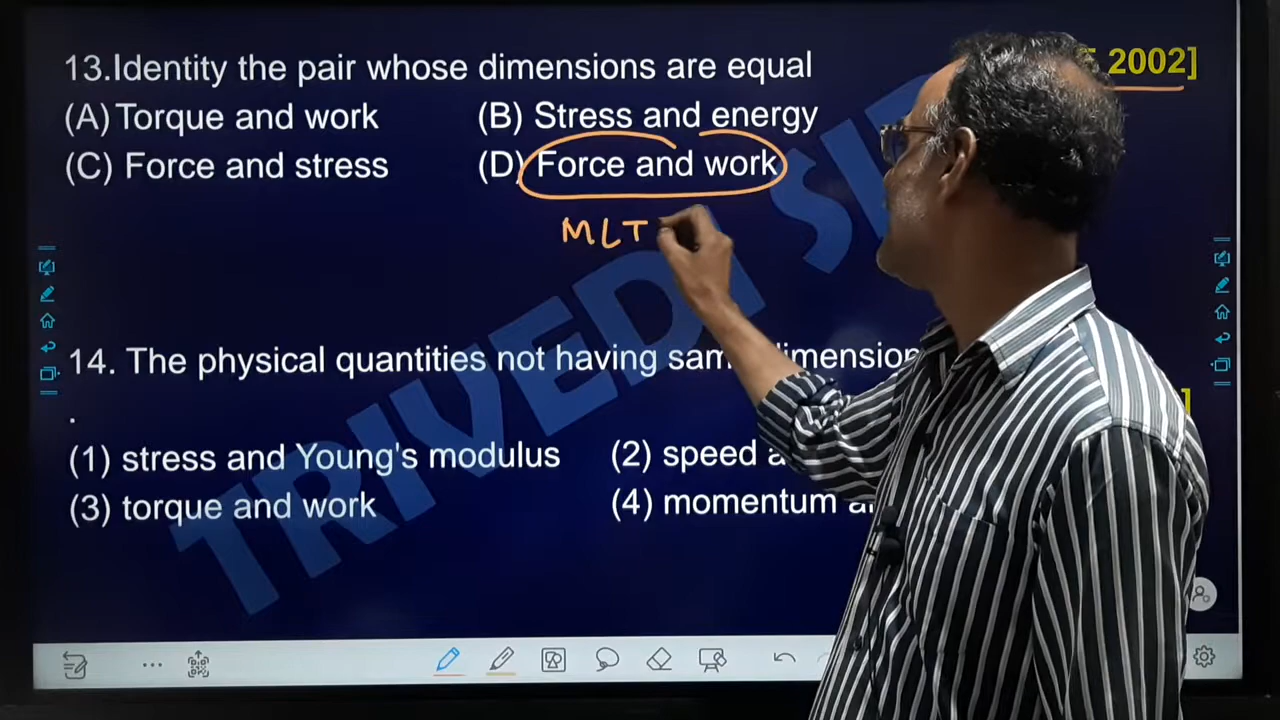 13.Identity the pair whose dimensions are equal 2002]
(A) Torque and work (B) Stress and energy
(C) Force and stress (D) Force and work
MLT
14. The physical quantities not having dimension
.
]
(1) stress and Young's modulus (2) speed
(3) torque and work (4) momentum
TRIVEDI